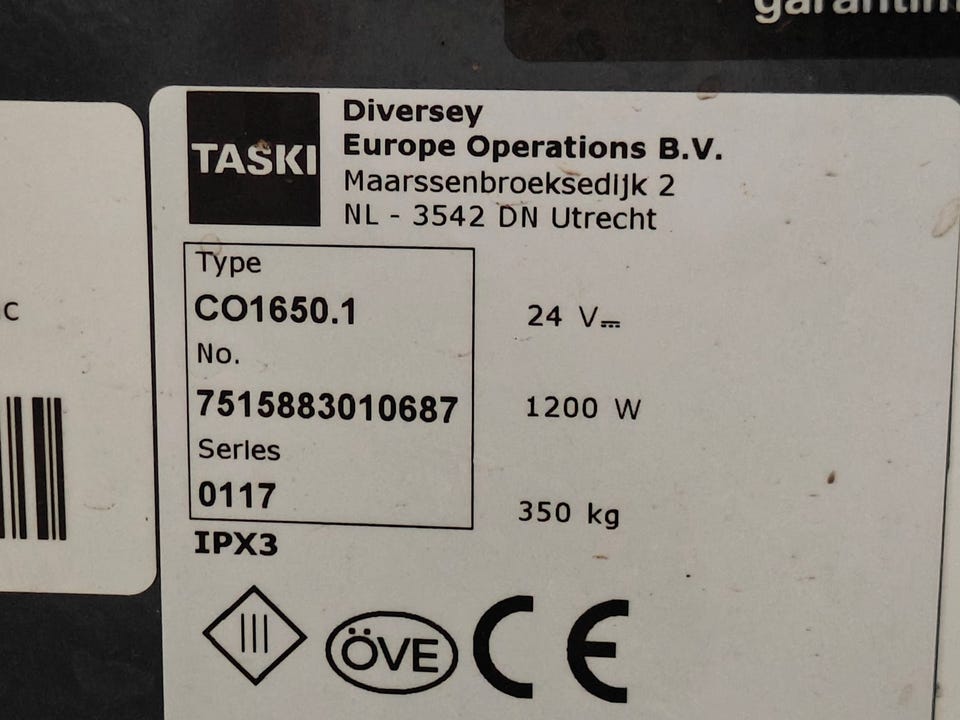 TASKI
Diversey
Europe Operations B.V.
Maarssenbroeksedijk 2
NL - 3542 DN Utrecht
Type
CO1650.1
No.
7515883010687
Series
0117
IPX3
24 V⎓
1200 W
350 kg
III
ÖVE
CE